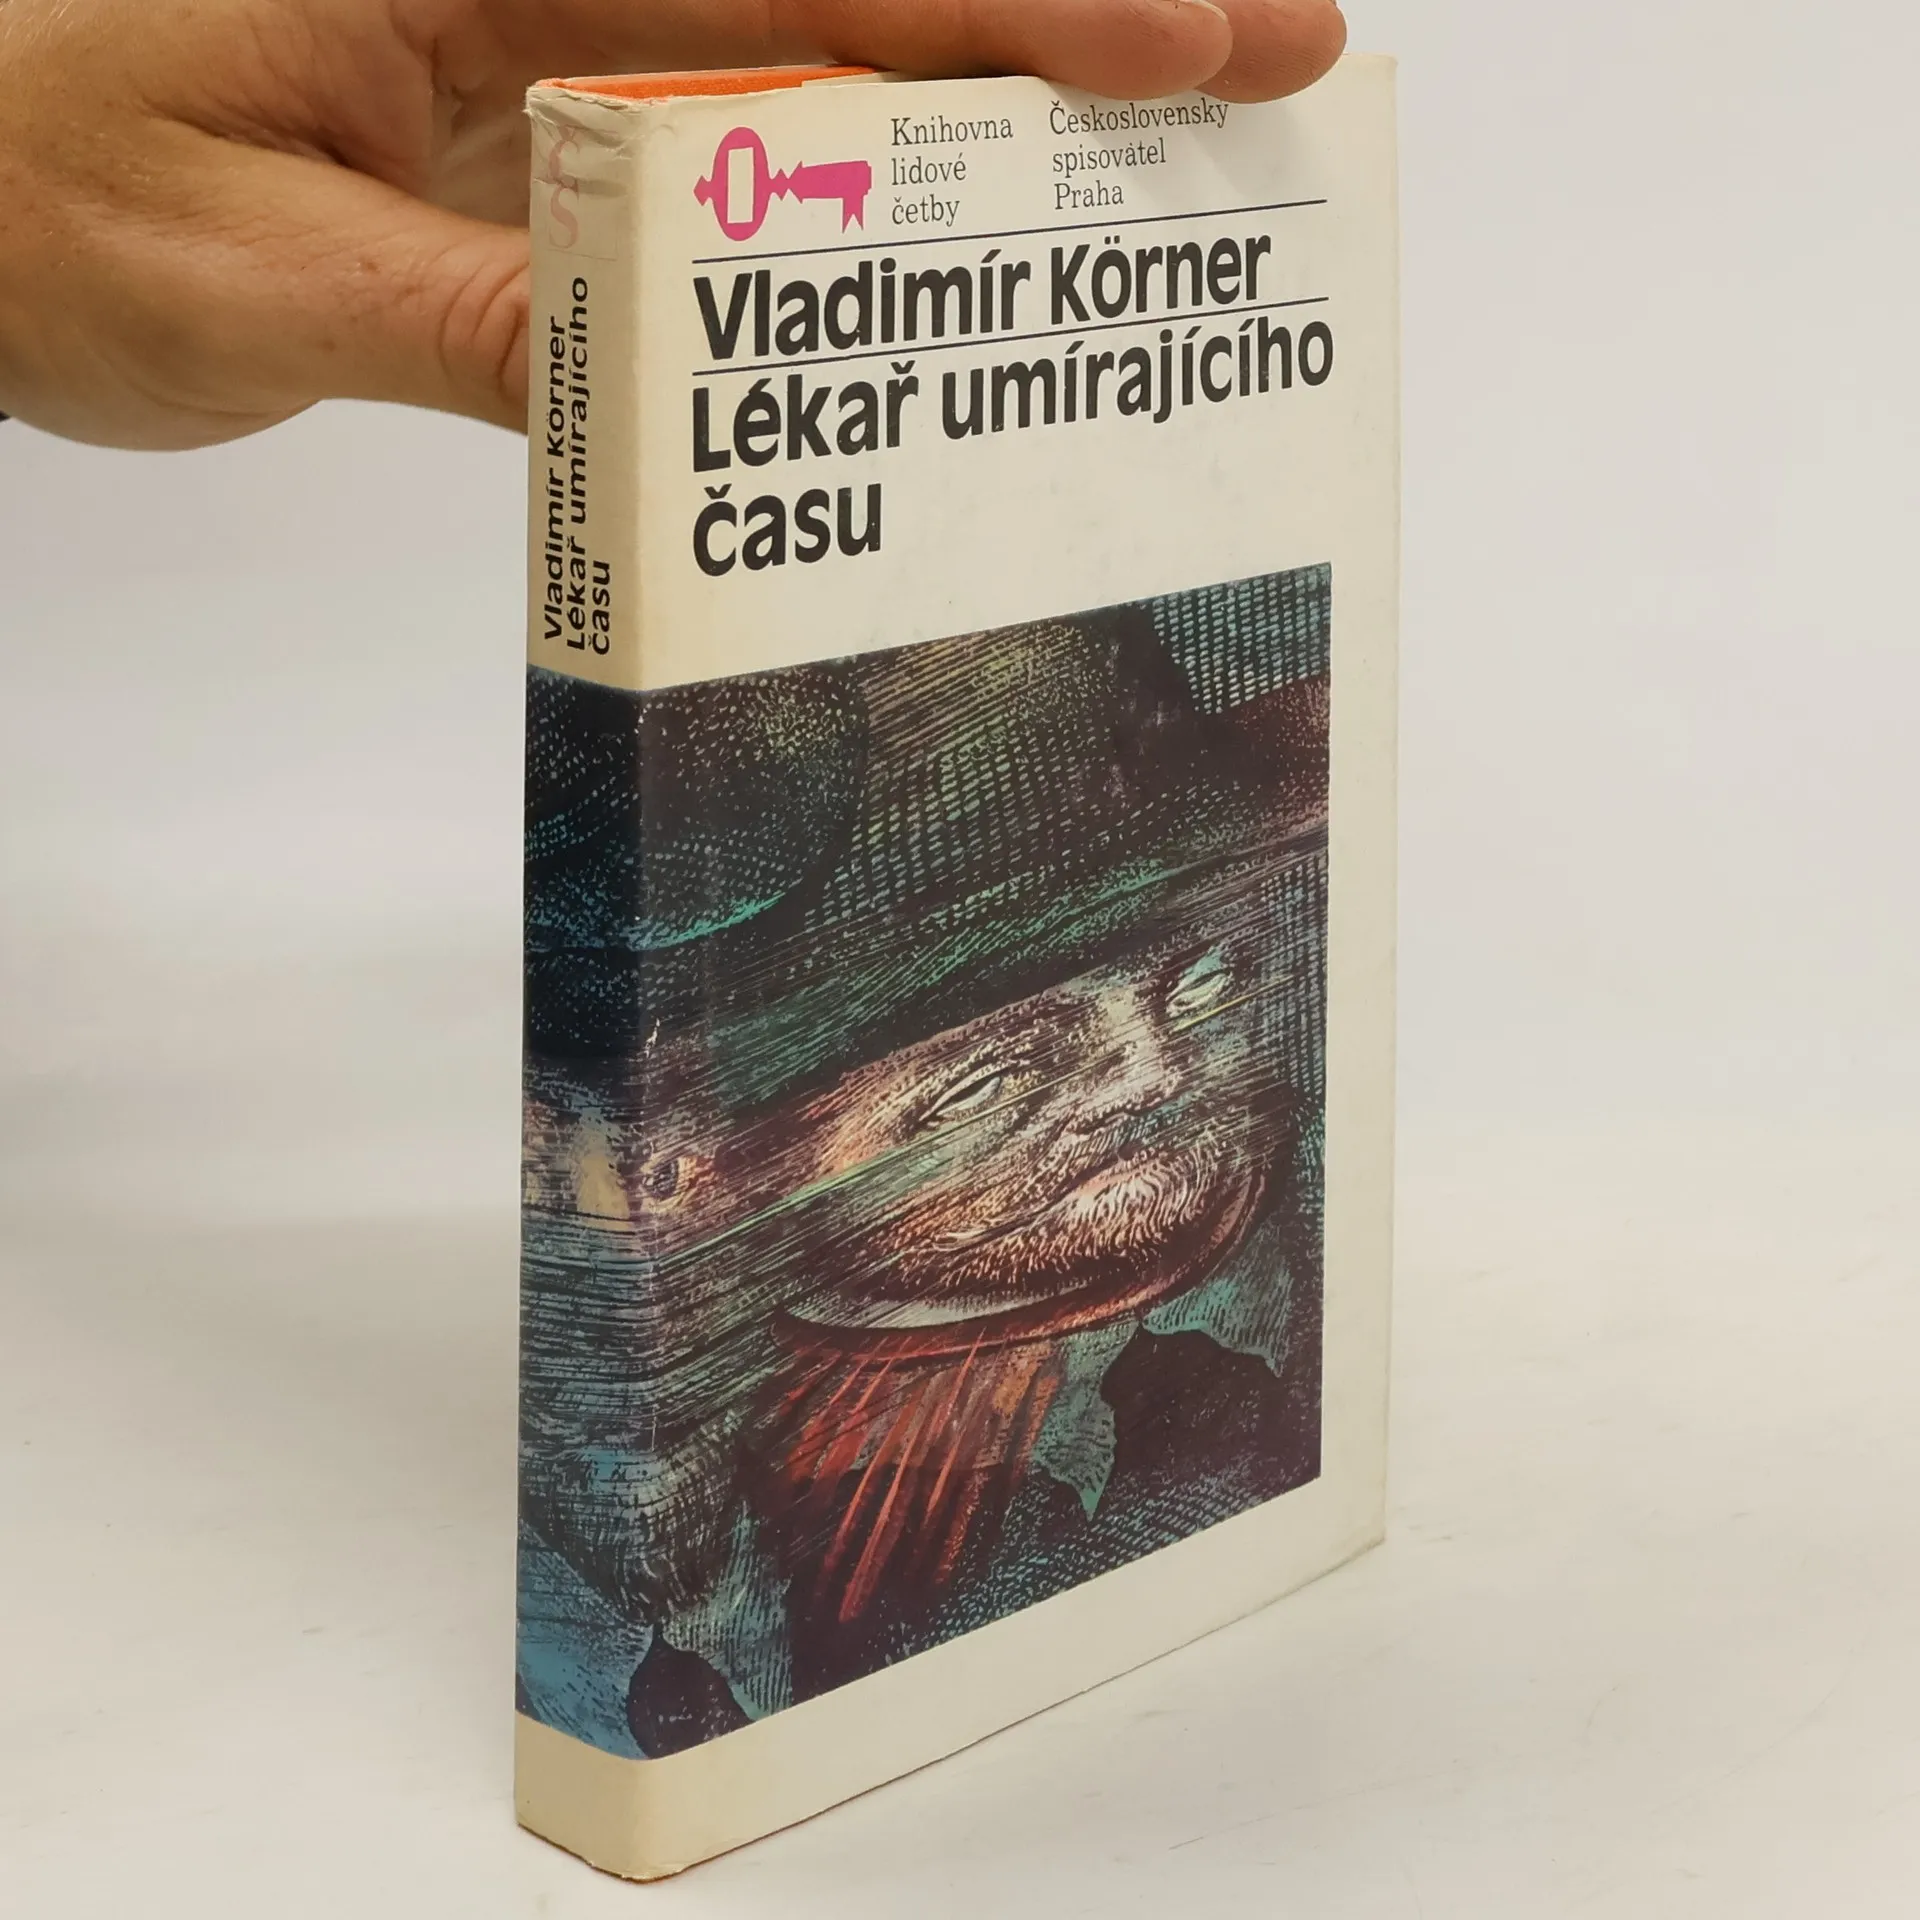 Knihovna
lidové
četby
Československý
spisovatel
Praha
Vladimír Körner
Lékař umírajícího
času
čs
Vladimír Körner
Lékař umírajícího
času